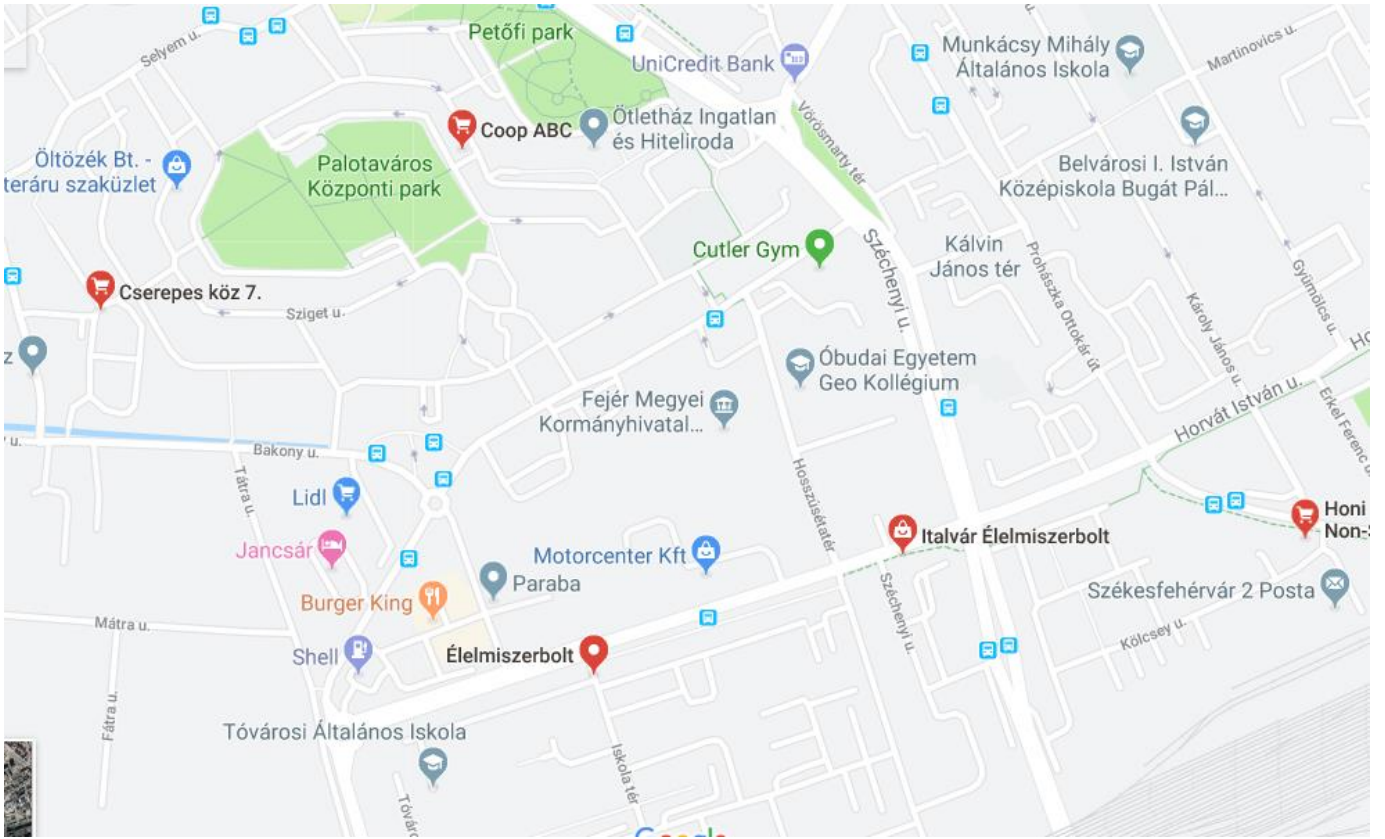 Selyem u.
Petőfi park
UniCredit Bank
Munkácsy Mihály
Általános Iskola
Martinovics u.
Coop ABC
Ötletház Ingatlan
és Hiteliroda
Vörösmarty tér
Öltözék Bt. -
teráru szaküzlet
Palotaváros
Központi park
Belvárosi I. István
Középiskola Bugát Pál...
Cutler Gym
Széchenyi u.
Kálvin
János tér
Prohászka Ottokár út
Gyümölcs u.
Cserepes köz 7.
Sziget u.
Károly János u.
Ho
z
Óbudai Egyetem
Geo Kollégium
Fejér Megyei
Kormányhivatal...
Horvát István u.
Erkel Ferenc u.
u.
Bakony u.
Tátra u.
Hosszúsétatér
Lidl
Honi
Non-
Jancsár
Motorcenter Kft
Italvár Élelmiszerbolt
Paraba
Burger King
Széchenyi u.
Székesfehérvár 2 Posta
Mátra u.
Kölcsey u.
Shell
Élelmiszerbolt
Fátra u.
Tóvárosi Általános Iskola
Iskola tér
Tóváro
Google